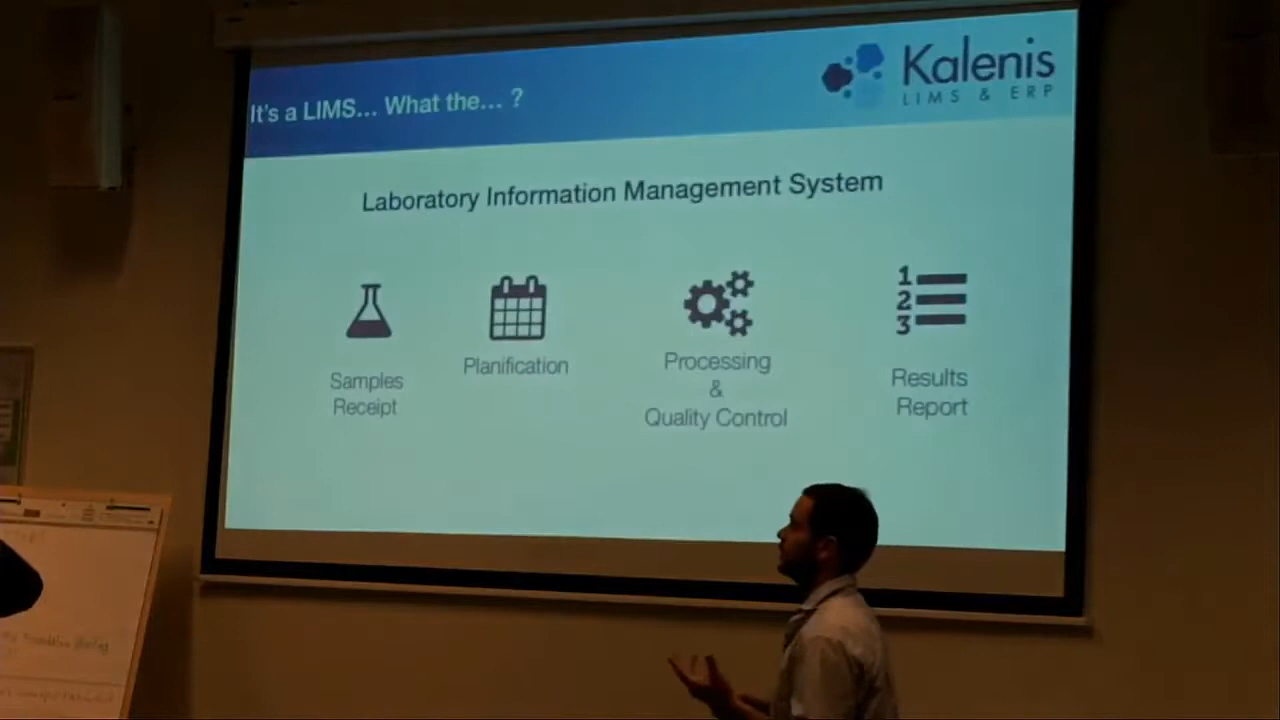 It's a LIMS... What the... ?
Kalenis
LIMS & ERP
Laboratory Information Management System
1
2
3
Samples
Receipt
Planification
Processing
&
Quality Control
Results
Report